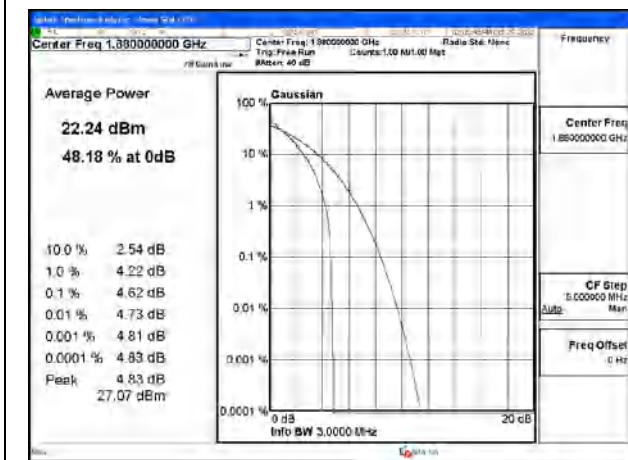 Center Freq 1.880000000 GHz
Center Freq: 1.880000000 GHz
Radio Std: None
Trig: Free Run
Counts:1.00 M/1.00 Mpt
#Atten: 40 dB
Frequency
Average Power
22.24 dBm
48.18 % at 0dB
10.0 % 2.54 dB
1.0 % 4.22 dB
0.1 % 4.62 dB
0.01 % 4.73 dB
0.001 % 4.81 dB
0.0001 % 4.83 dB
Peak 4.83 dB
27.07 dBm
Gaussian
100 %
10 %
1 %
0.1 %
0.01 %
0.001 %
0.0001 %
0 dB
20 dB
Info BW 3.0000 MHz
Center Freq
1.880000000 GHz
CF Step
5.000000 MHz
Auto Man
Freq Offset
0 Hz